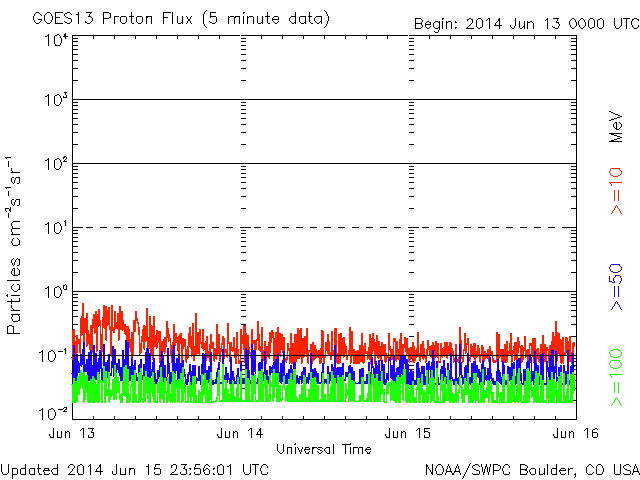 GOES13 Proton Flux (5 minute data)
Begin: 2014 Jun 13 0000 UTC
10⁴
10³
10²
10¹
10⁰
10⁻¹
10⁻²
Particles cm⁻²s⁻¹sr⁻¹
MeV
>=10
>=50
>=100
Jun 13
Jun 14
Jun 15
Jun 16
Universal Time
Updated 2014 Jun 15 23:56:01 UTC
NOAA/SWPC Boulder, CO USA